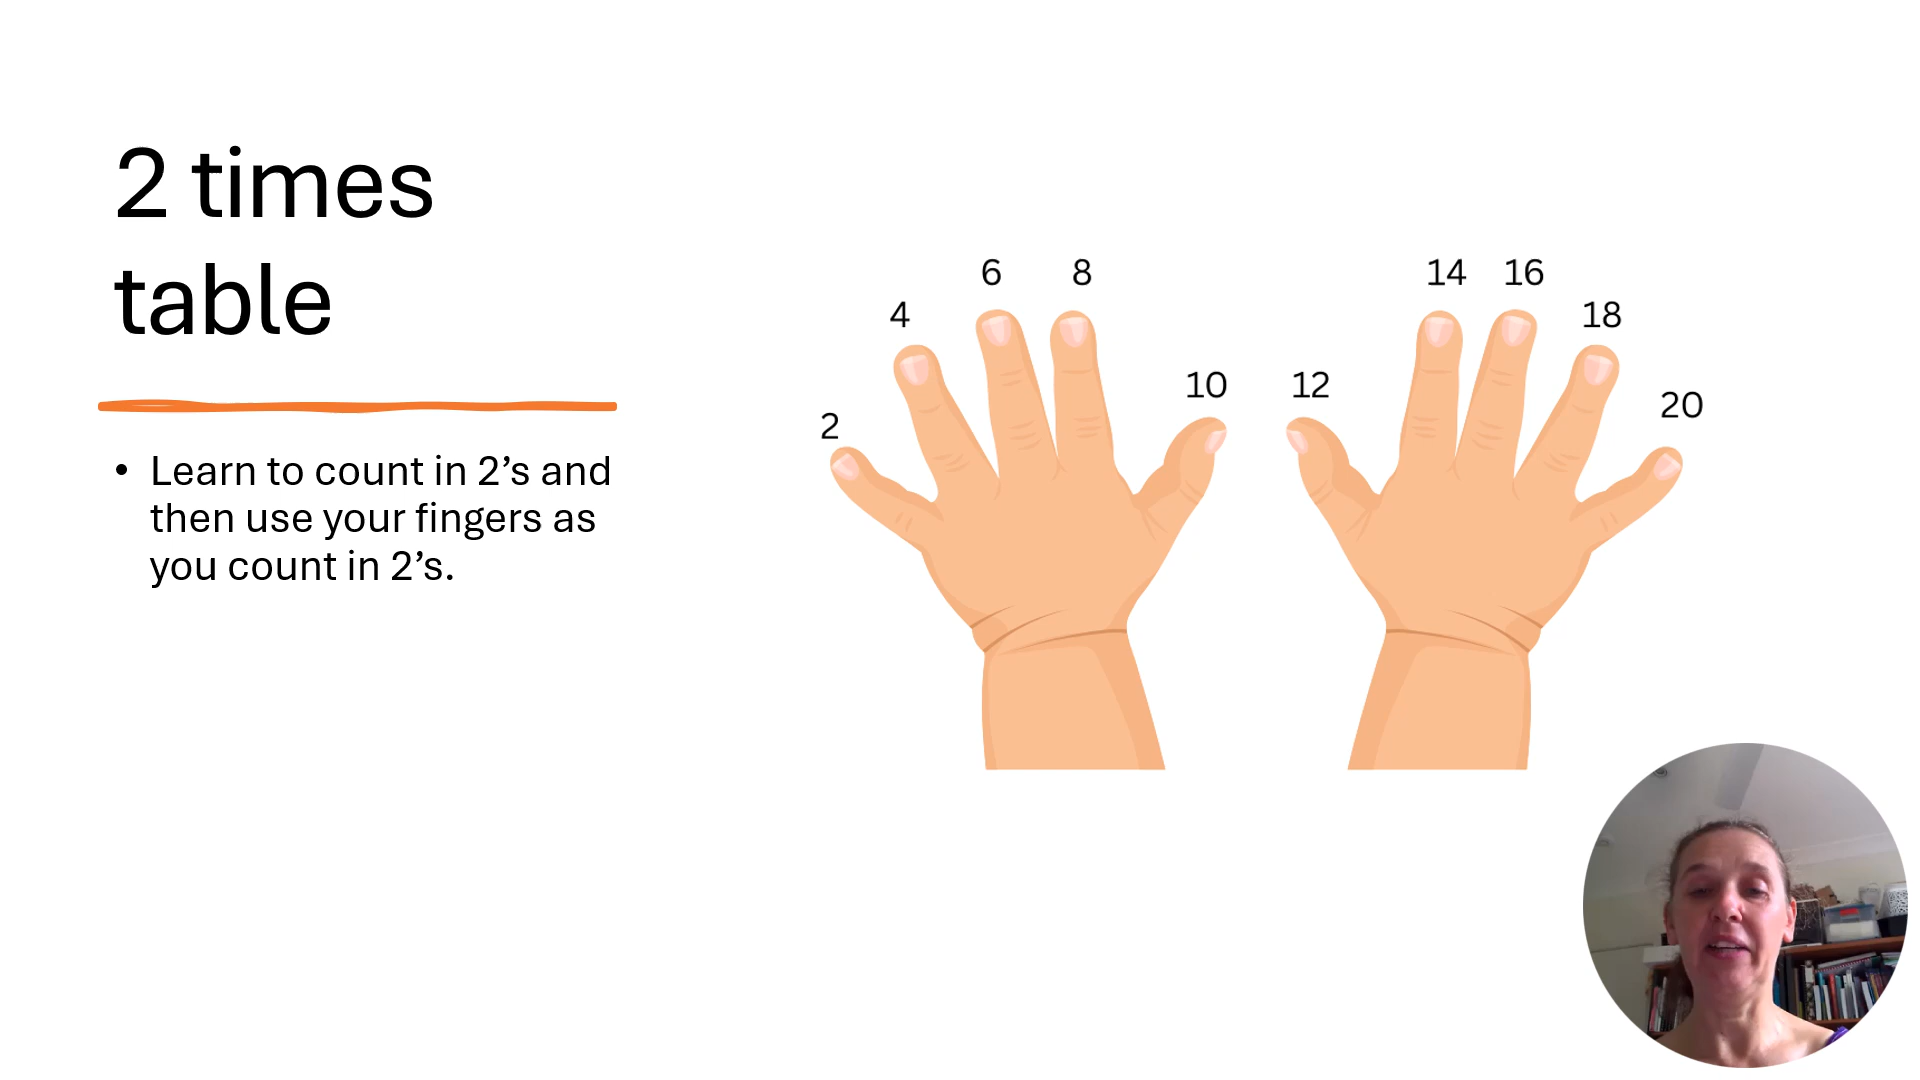 2 times
table
• Learn to count in 2’s and
then use your fingers as
you count in 2’s.
2
4
6
8
10
12
14
16
18
20